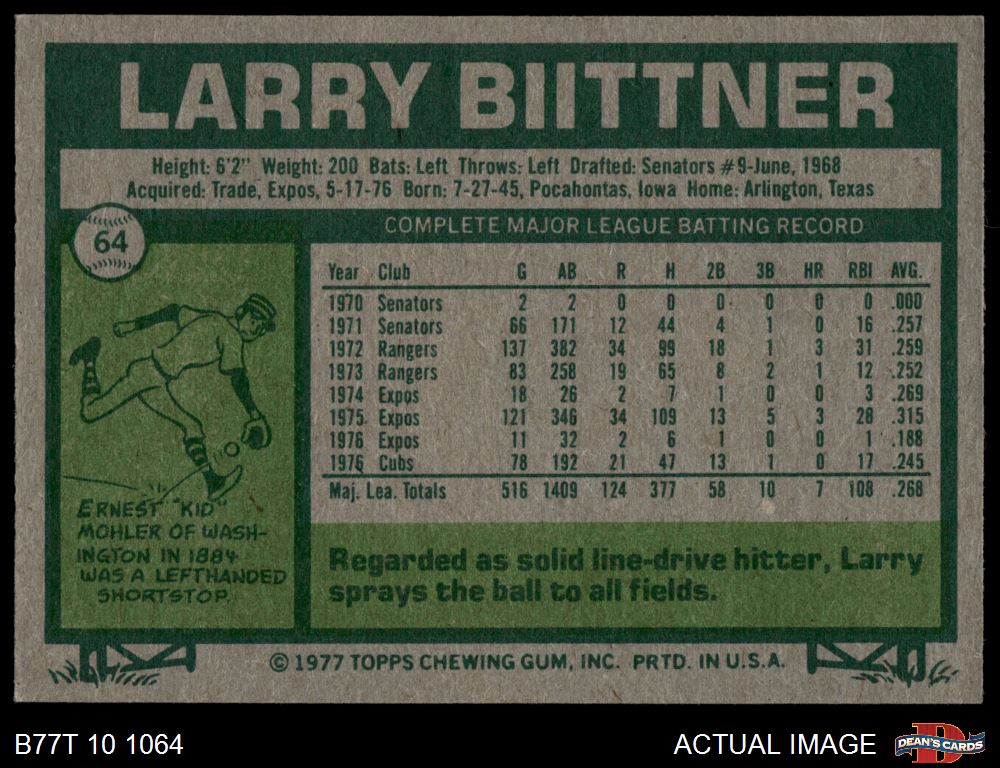 LARRY BIITTNER
Height: 6'2" Weight: 200 Bats: Left Throws: Left Drafted: Senators #9-June, 1968
Acquired: Trade, Expos, 5-17-76 Born: 7-27-45, Pocahontas, Iowa Home: Arlington, Texas
64
COMPLETE MAJOR LEAGUE BATTING RECORD
Year Club G AB R H 2B 3B HR RBI AVG.
1970 Senators 2 2 0 0 0 0 0 0 .000
1971 Senators 66 171 12 44 4 1 0 16 .257
1972 Rangers 137 382 34 99 18 1 3 31 .259
1973 Rangers 83 258 19 65 8 2 1 12 .252
1974 Expos 18 26 2 7 1 0 0 3 .269
1975 Expos 121 346 34 109 13 5 3 28 .315
1976 Expos 11 32 2 6 1 0 0 1 .188
1976 Cubs 78 192 21 47 13 1 0 17 .245
Maj. Lea. Totals 516 1409 124 377 58 10 7 108 .268
ERNEST "KID"
MOHLER OF WASH-
INGTON IN 1884
WAS A LEFTHANDED
SHORTSTOP.
Regarded as solid line-drive hitter, Larry
sprays the ball to all fields.
© 1977 TOPPS CHEWING GUM, INC. PRTD. IN U.S.A.
B77T 10 1064
ACTUAL IMAGE
D
DEAN'S CARDS